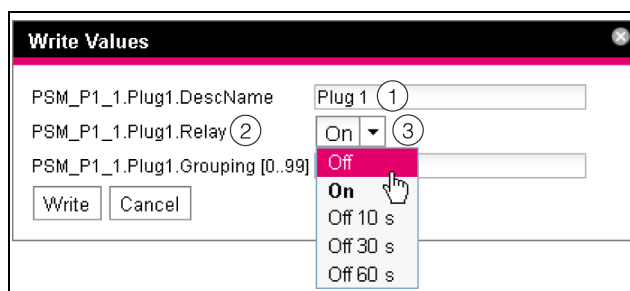 Write Values
PSM_P1_1.Plug1.DescName Plug 1 1
PSM_P1_1.Plug1.Relay 2 On 3
PSM_P1_1.Plug1.Grouping [0..99] Off
Write Cancel On
Off 10 s
Off 30 s
Off 60 s